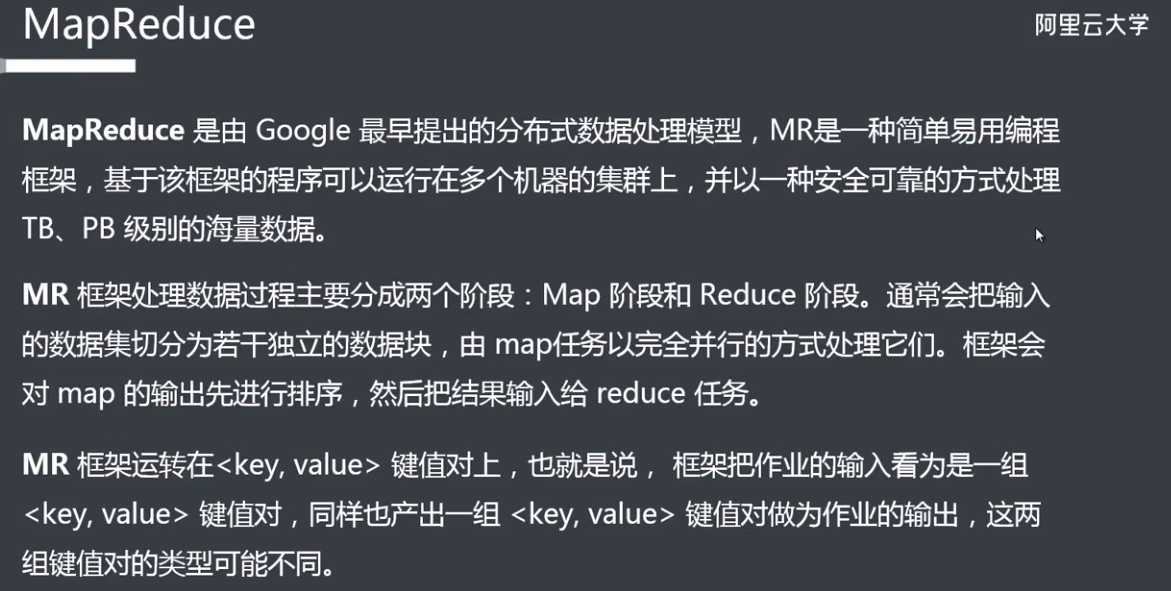 MapReduce
阿里云大学
MapReduce 是由 Google 最早提出的分布式数据处理模型，MR是一种简单易用编程
框架，基于该框架的程序可以运行在多个机器的集群上，并以一种安全可靠的方式处理
TB、PB 级别的海量数据。
MR 框架处理数据过程主要分成两个阶段：Map 阶段和 Reduce 阶段。通常会把输入
的数据集切分为若干独立的数据块，由 map任务以完全并行的方式处理它们。框架会
对 map 的输出先进行排序，然后把结果输入给 reduce 任务。
MR 框架运转在<key, value> 键值对上，也就是说， 框架把作业的输入看为是一组
<key, value> 键值对，同样也产出一组 <key, value> 键值对做为作业的输出，这两
组键值对的类型可能不同。